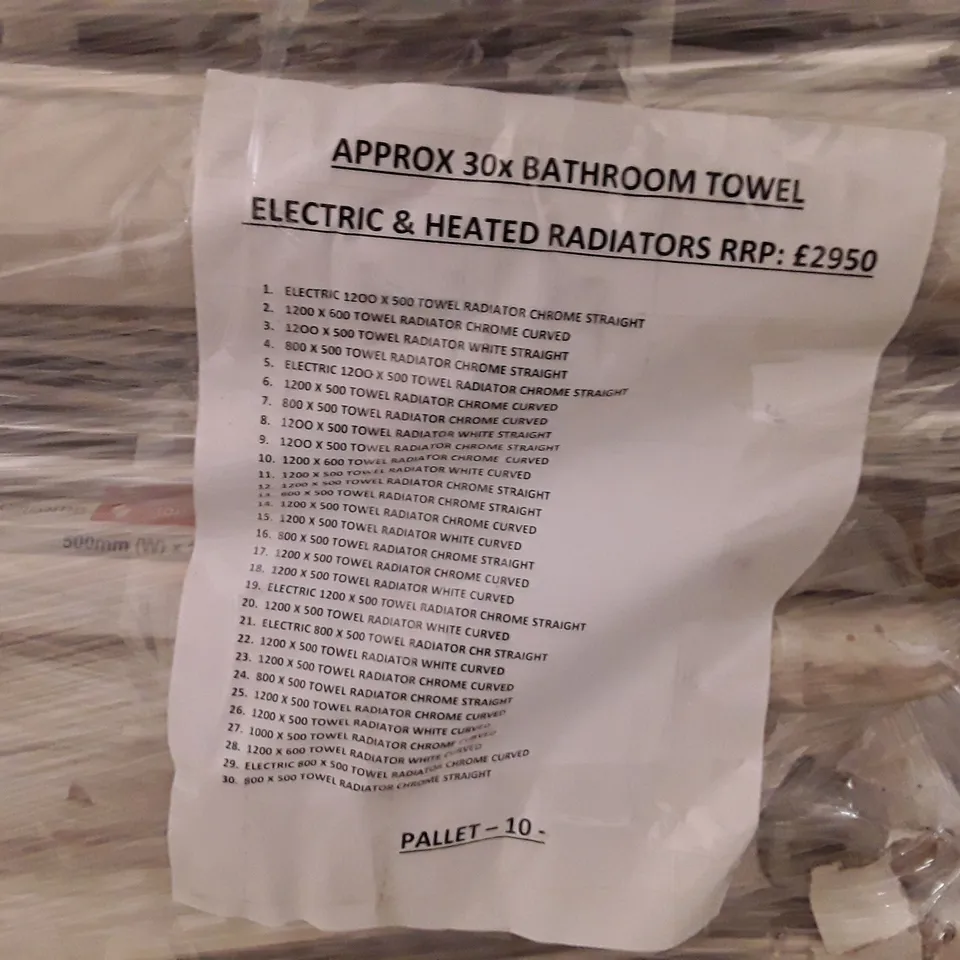 APPROX 30x BATHROOM TOWEL
ELECTRIC & HEATED RADIATORS RRP: £2950
1. ELECTRIC 12OO X 500 TOWEL RADIATOR CHROME STRAIGHT
2. 1200 X 600 TOWEL RADIATOR CHROME CURVED
3. 12OO X 500 TOWEL RADIATOR WHITE STRAIGHT
4. 800 X 500 TOWEL RADIATOR CHROME STRAIGHT
5. ELECTRIC 12OO X 500 TOWEL RADIATOR CHROME STRAIGHT
6. 1200 X 500 TOWEL RADIATOR CHROME CURVED
7. 800 X 500 TOWEL RADIATOR CHROME CURVED
8. 12OO X 500 TOWEL RADIATOR WHITE STRAIGHT
9. 12OO X 500 TOWEL RADIATOR CHROME STRAIGHT
10. 1200 X 600 TOWEL RADIATOR CHROME CURVED
11. 1200 X 500 TOWEL RADIATOR WHITE CURVED
12. 1200 X 500 TOWEL RADIATOR CHROME STRAIGHT
13. 800 X 500 TOWEL RADIATOR CHROME STRAIGHT
14. 1200 X 500 TOWEL RADIATOR CHROME CURVED
15. 1200 X 500 TOWEL RADIATOR WHITE CURVED
16. 800 X 500 TOWEL RADIATOR CHROME STRAIGHT
17. 1200 X 500 TOWEL RADIATOR CHROME CURVED
18. 1200 X 500 TOWEL RADIATOR WHITE CURVED
19. ELECTRIC 1200 X 500 TOWEL RADIATOR CHROME STRAIGHT
20. 1200 X 500 TOWEL RADIATOR WHITE CURVED
21. ELECTRIC 800 X 500 TOWEL RADIATOR CHR STRAIGHT
22. 1200 X 500 TOWEL RADIATOR WHITE CURVED
23. 1200 X 500 TOWEL RADIATOR CHROME CURVED
24. 800 X 500 TOWEL RADIATOR CHROME STRAIGHT
25. 1200 X 500 TOWEL RADIATOR CHROME CURVED
26. 1200 X 500 TOWEL RADIATOR WHITE CURVED
27. 1000 X 500 TOWEL RADIATOR CHROME CURVED
28. 1200 X 600 TOWEL RADIATOR WHITE CURVED
29. ELECTRIC 800 X 500 TOWEL RADIATOR CHROME CURVED
30. 800 X 500 TOWEL RADIATOR CHROME STRAIGHT
PALLET – 10 -
500mm (W) x